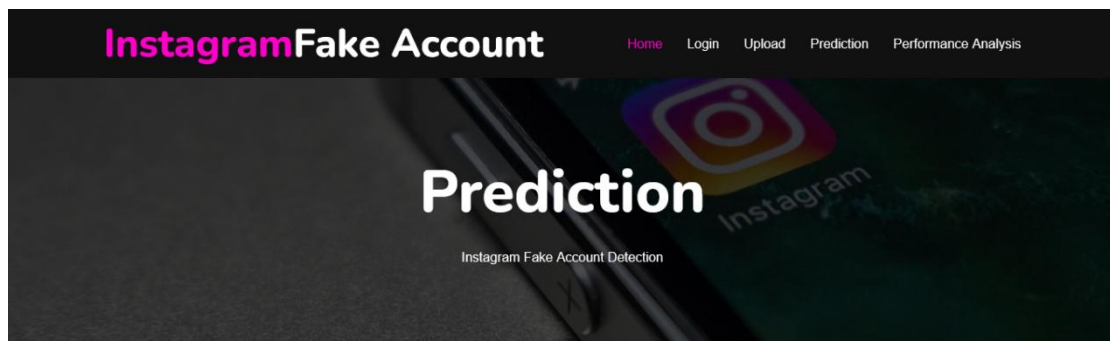 InstagramFake Account
Home Login Upload Prediction Performance Analysis
Prediction
Instagram
Instagram Fake Account Detection